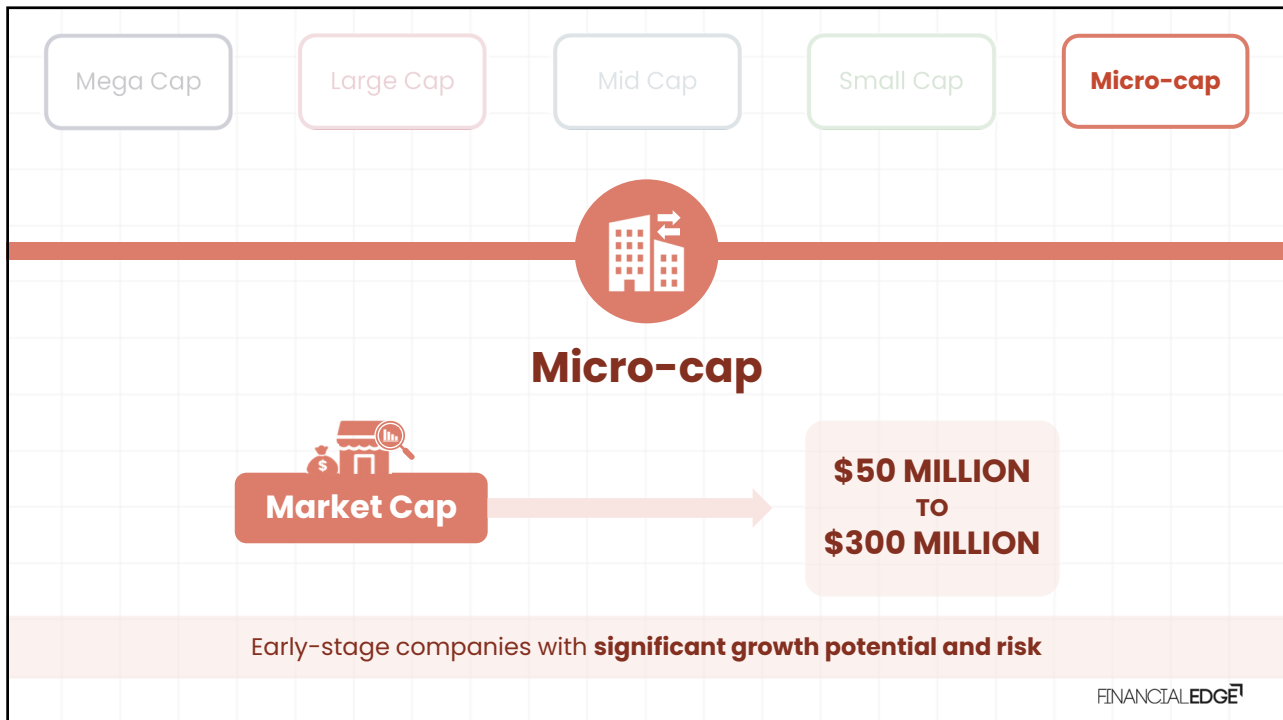 Mega Cap
Large Cap
Mid Cap
Small Cap
Micro-cap
Micro-cap
$
Market Cap
$50 MILLION
TO
$300 MILLION
Early-stage companies with significant growth potential and risk
FINANCIALEDGE